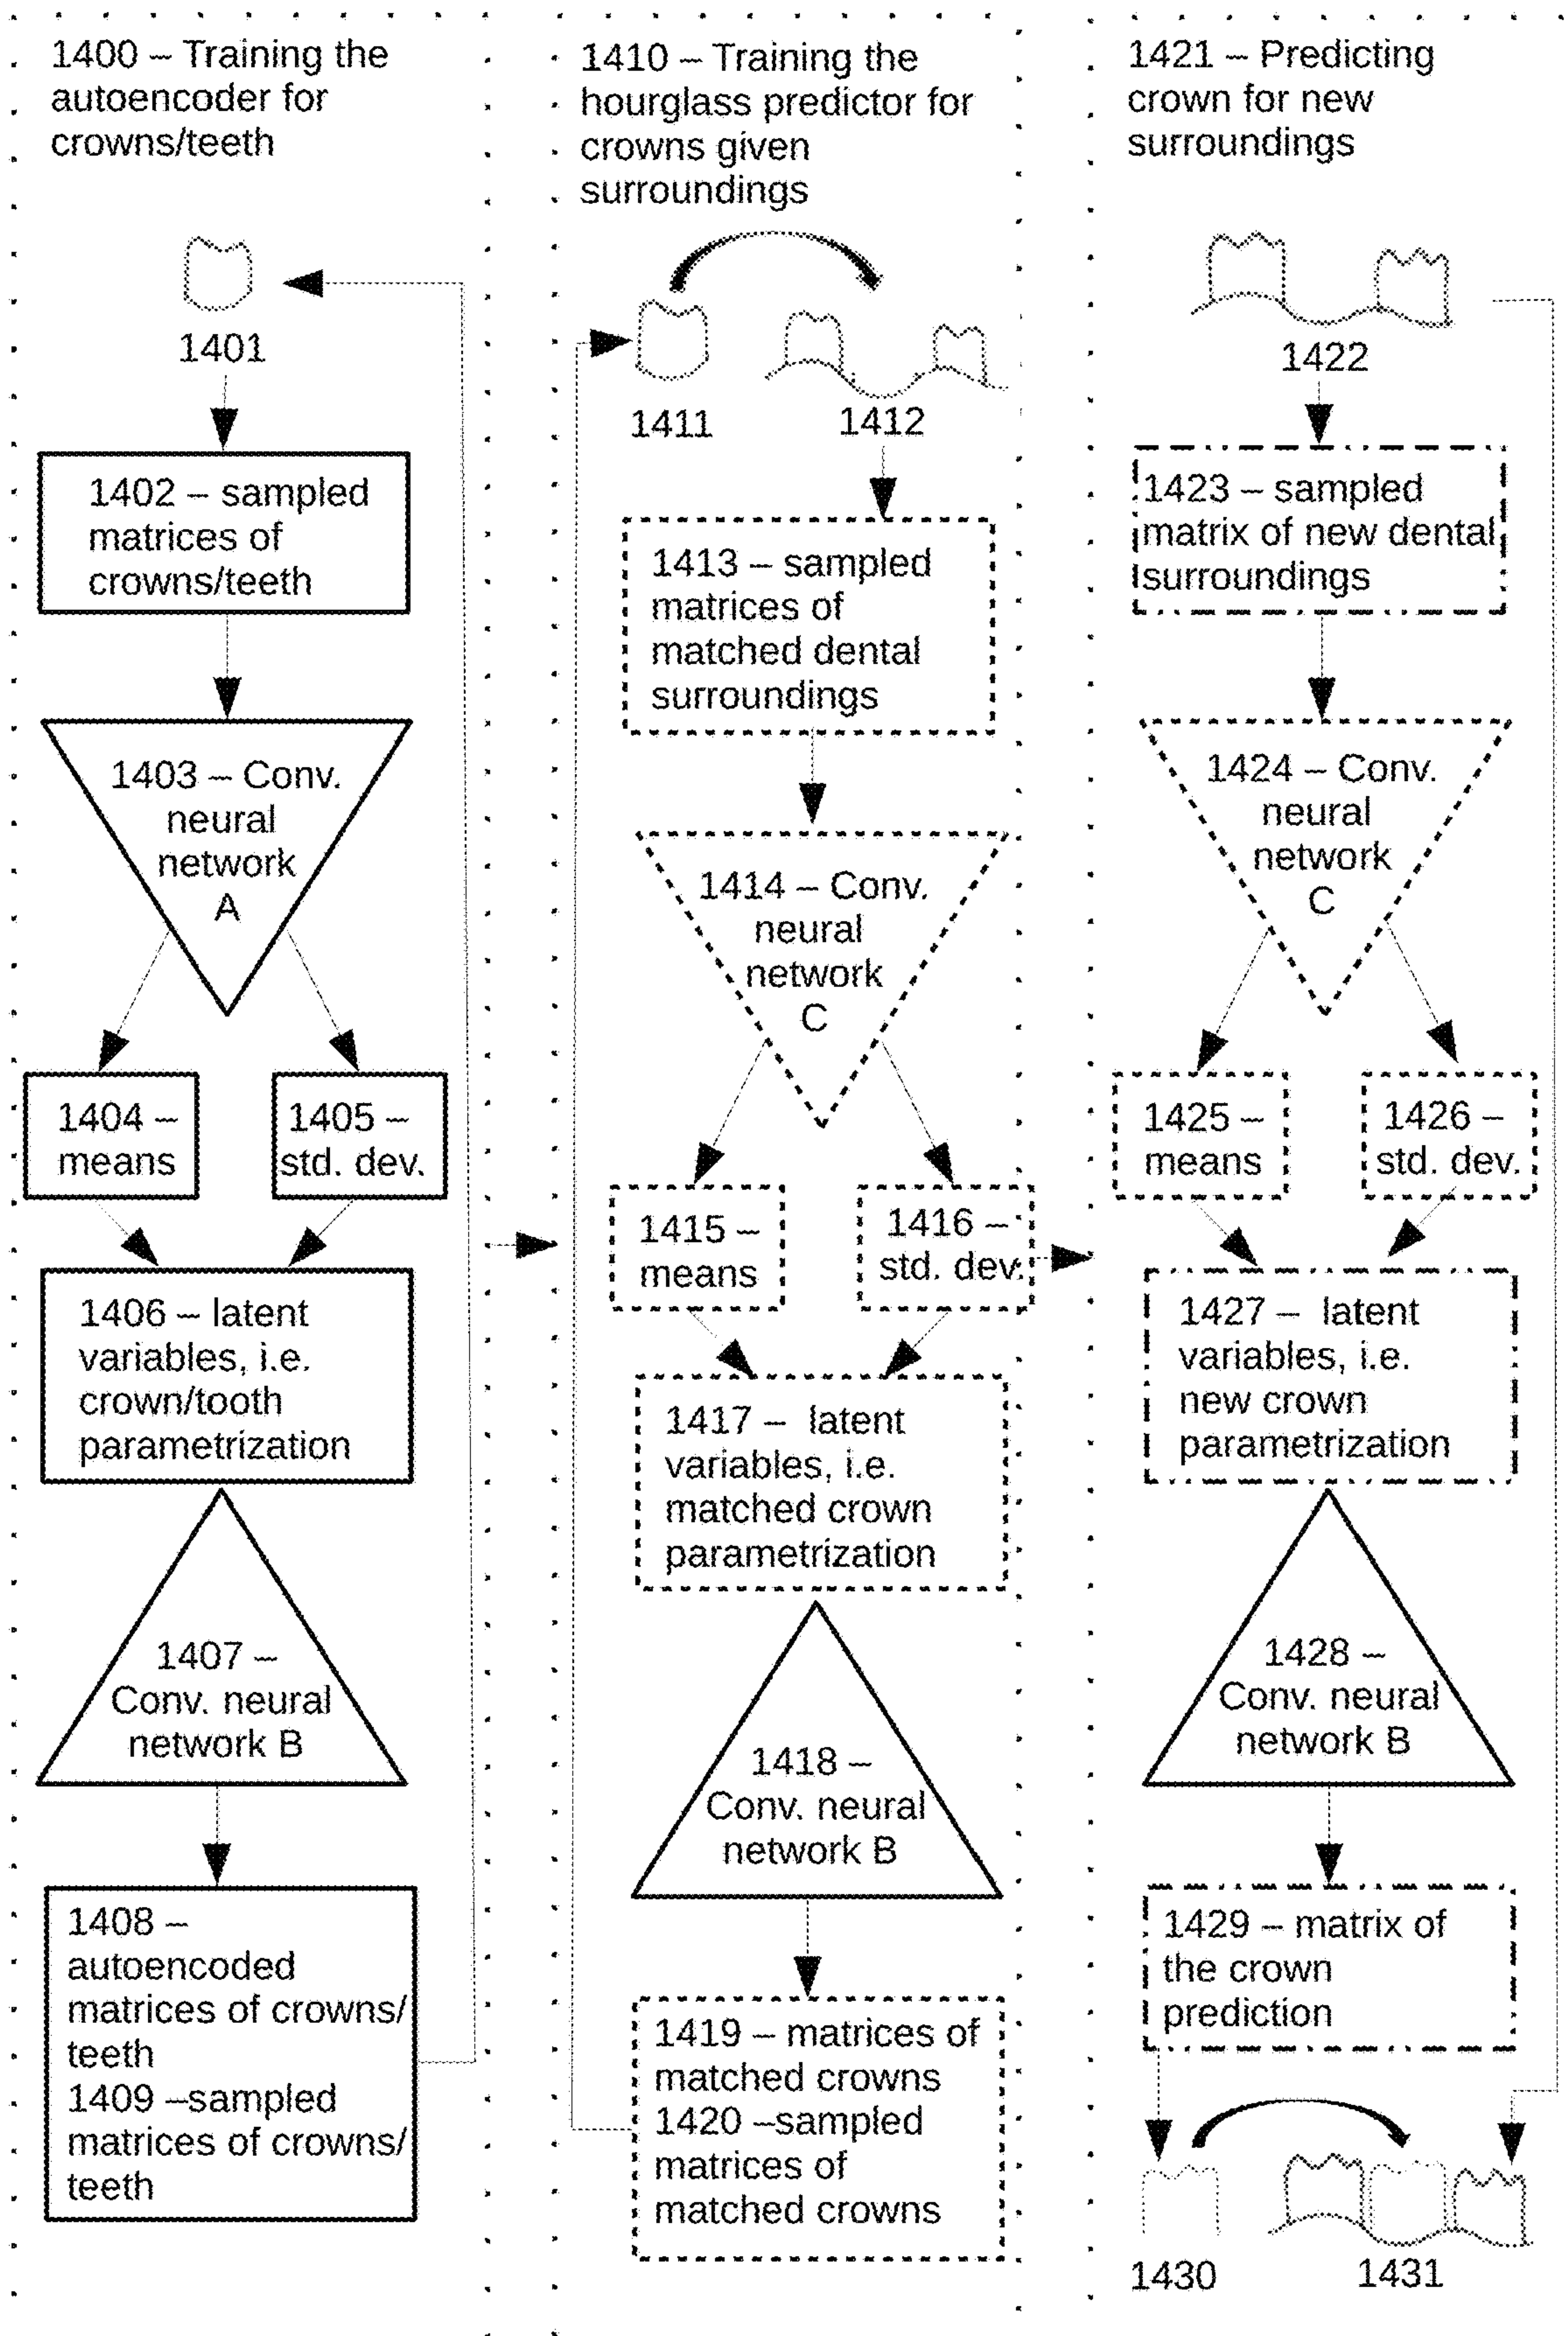 1400 – Training the
autoencoder for
crowns/teeth
1401
1402 – sampled
matrices of
crowns/teeth
1403 – Conv.
neural
network
A
1404 –
means
1405 –
std. dev.
1406 – latent
variables, i.e.
crown/tooth
parametrization
1407 –
Conv. neural
network B
1408 –
autoencoded
matrices of crowns/
teeth
1409 –sampled
matrices of crowns/
teeth
1410 – Training the
hourglass predictor for
crowns given
surroundings
1411
1412
1413 – sampled
matrices of
matched dental
surroundings
1414 – Conv.
neural
network
C
1415 –
means
1416 –
std. dev.
1417 – latent
variables, i.e.
matched crown
parametrization
1418 –
Conv. neural
network B
1419 – matrices of
matched crowns
1420 –sampled
matrices of
matched crowns
1421 – Predicting
crown for new
surroundings
1422
1423 – sampled
matrix of new dental
surroundings
1424 – Conv.
neural
network
C
1425 –
means
1426 –
std. dev.
1427 – latent
variables, i.e.
new crown
parametrization
1428 –
Conv. neural
network B
1429 – matrix of
the crown
prediction
1430
1431